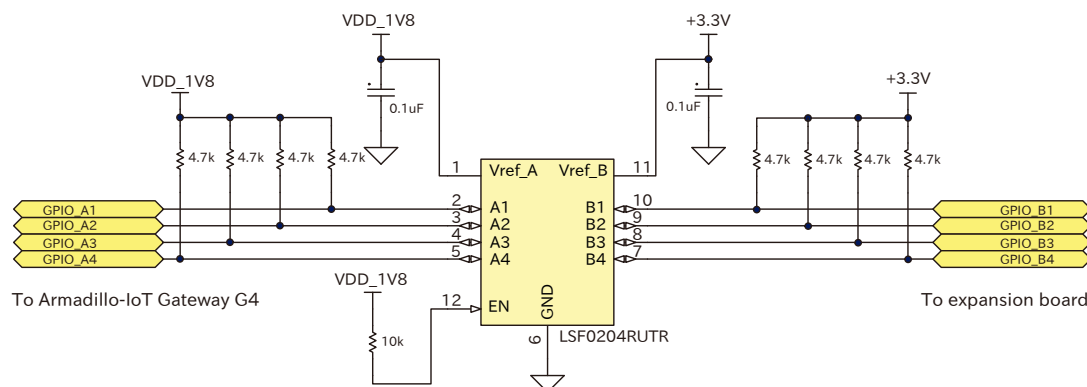 VDD_1V8 +3.3V
VDD_1V8 +3.3V
0.1uF 0.1uF
4.7k 4.7k 4.7k 4.7k 4.7k 4.7k 4.7k 4.7k
1 Vref_A Vref_B 11
GPIO_A1 2 A1 B1 10 GPIO_B1
GPIO_A2 3 A2 B2 9 GPIO_B2
GPIO_A3 4 A3 B3 8 GPIO_B3
GPIO_A4 5 A4 B4 7 GPIO_B4
To Armadillo-IoT Gateway G4 VDD_1V8 12 EN GND To expansion board
10k 6 LSF0204RUTR